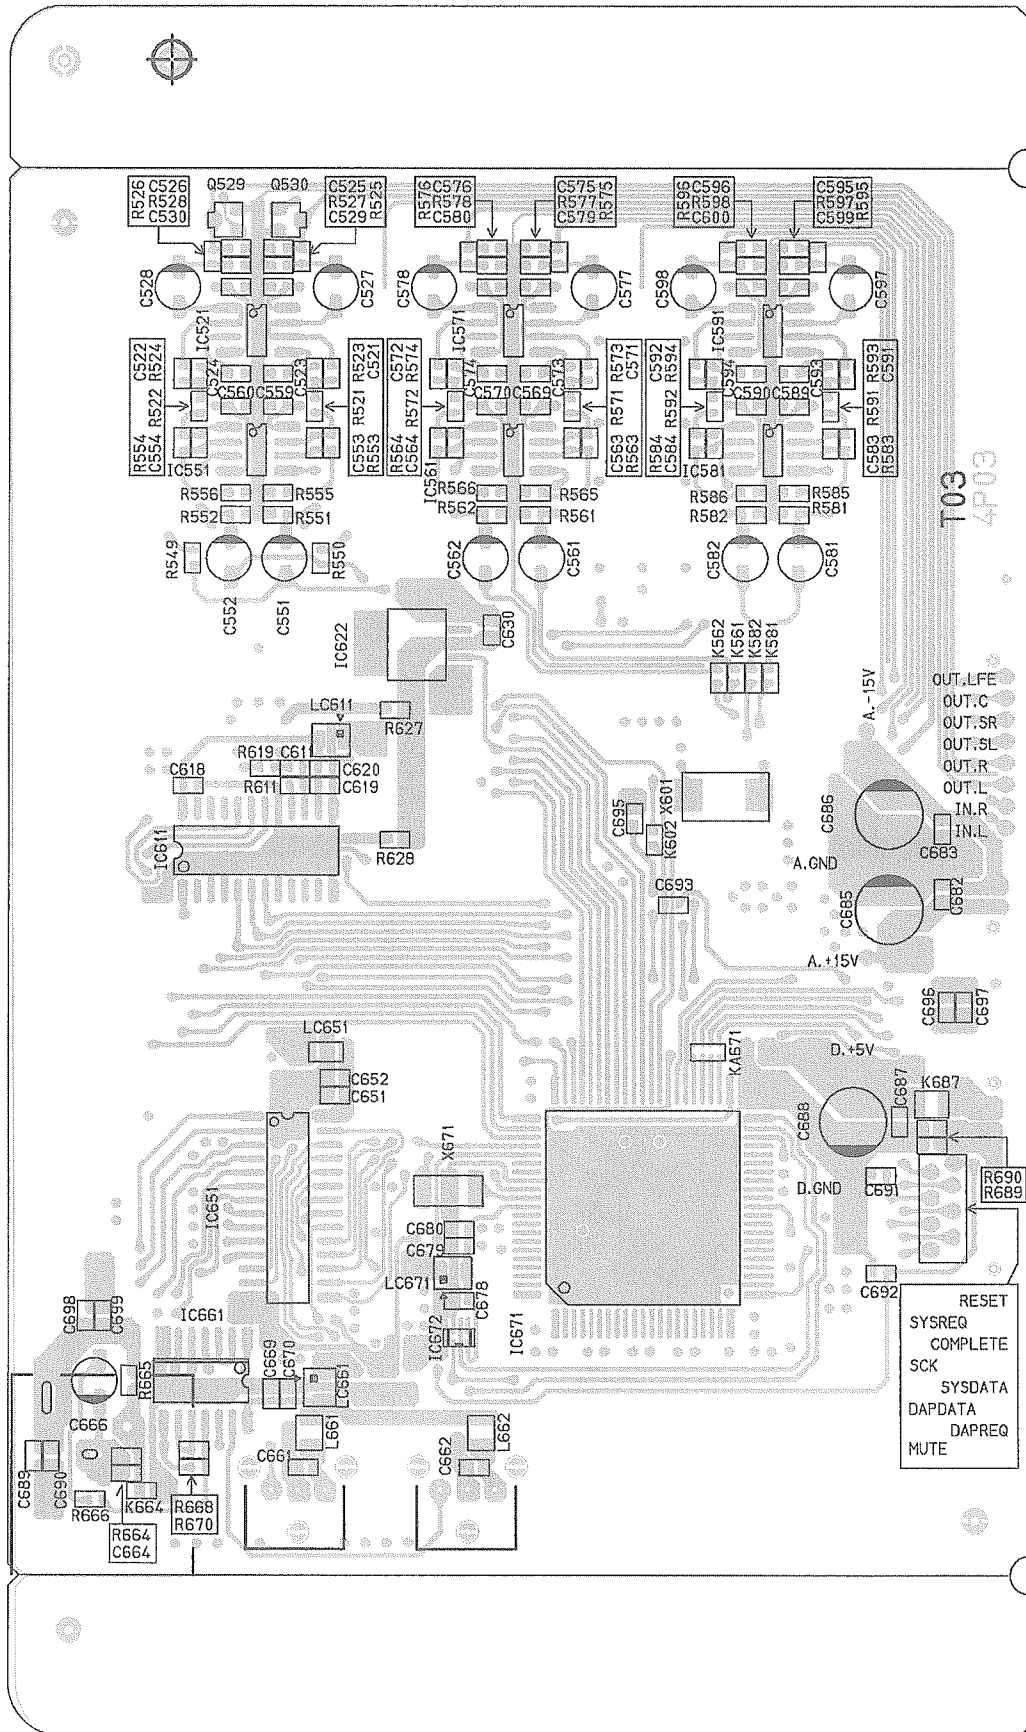 R526 C526
R528
C530
Q529
Q530
C525 R525
R527
C529
R576 C576
R578
C580
C575 R575
R577
C579
R596 C596
R598
C600
C595 R595
R597
C599
C528
IC521
C527
C578
IC571
C577
C598
IC591
C597
C522
R524
R522
C524
C560
C559
C523
R523
C521
R521
R554
C554
IC551
C553
R553
C572
R574
R572
C574
C570
C569
C573
R573
C571
R571
R564
C564
IC561
C563
R563
C592
R594
R592
C594
C590
C589
C593
R593
C591
R591
R584
C584
IC581
C583
R583
R556
R555
R552
R551
R566
R565
R562
R561
R586
R585
R582
R581
T03
4P03
R549
C552
C551
R550
C562
C561
C582
C581
IC622
C630
K562
K561
K582
K581
A.-15V
OUT.LFE
OUT.C
OUT.SR
OUT.SL
OUT.R
OUT.L
IN.R
IN.L
LC611
R627
R619
C611
C620
C618
R611
C619
IC611
R628
C695
K602
X601
C686
C683
A.GND
C693
C685
C682
A.+15V
C696
C697
LC651
C652
C651
KA671
D.+5V
C687
K687
C688
X671
D.GND
C691
R690
R689
IC651
C680
C679
LC671
C678
C692
C698
C699
IC661
IC672
IC671
RESET
SYSREQ
COMPLETE
SCK
SYSDATA
DAPDATA
DAPREQ
MUTE
R665
C669
C670
LC661
C666
L661
L662
C661
C662
C689
C690
R666
K664
R664
C664
R668
R670